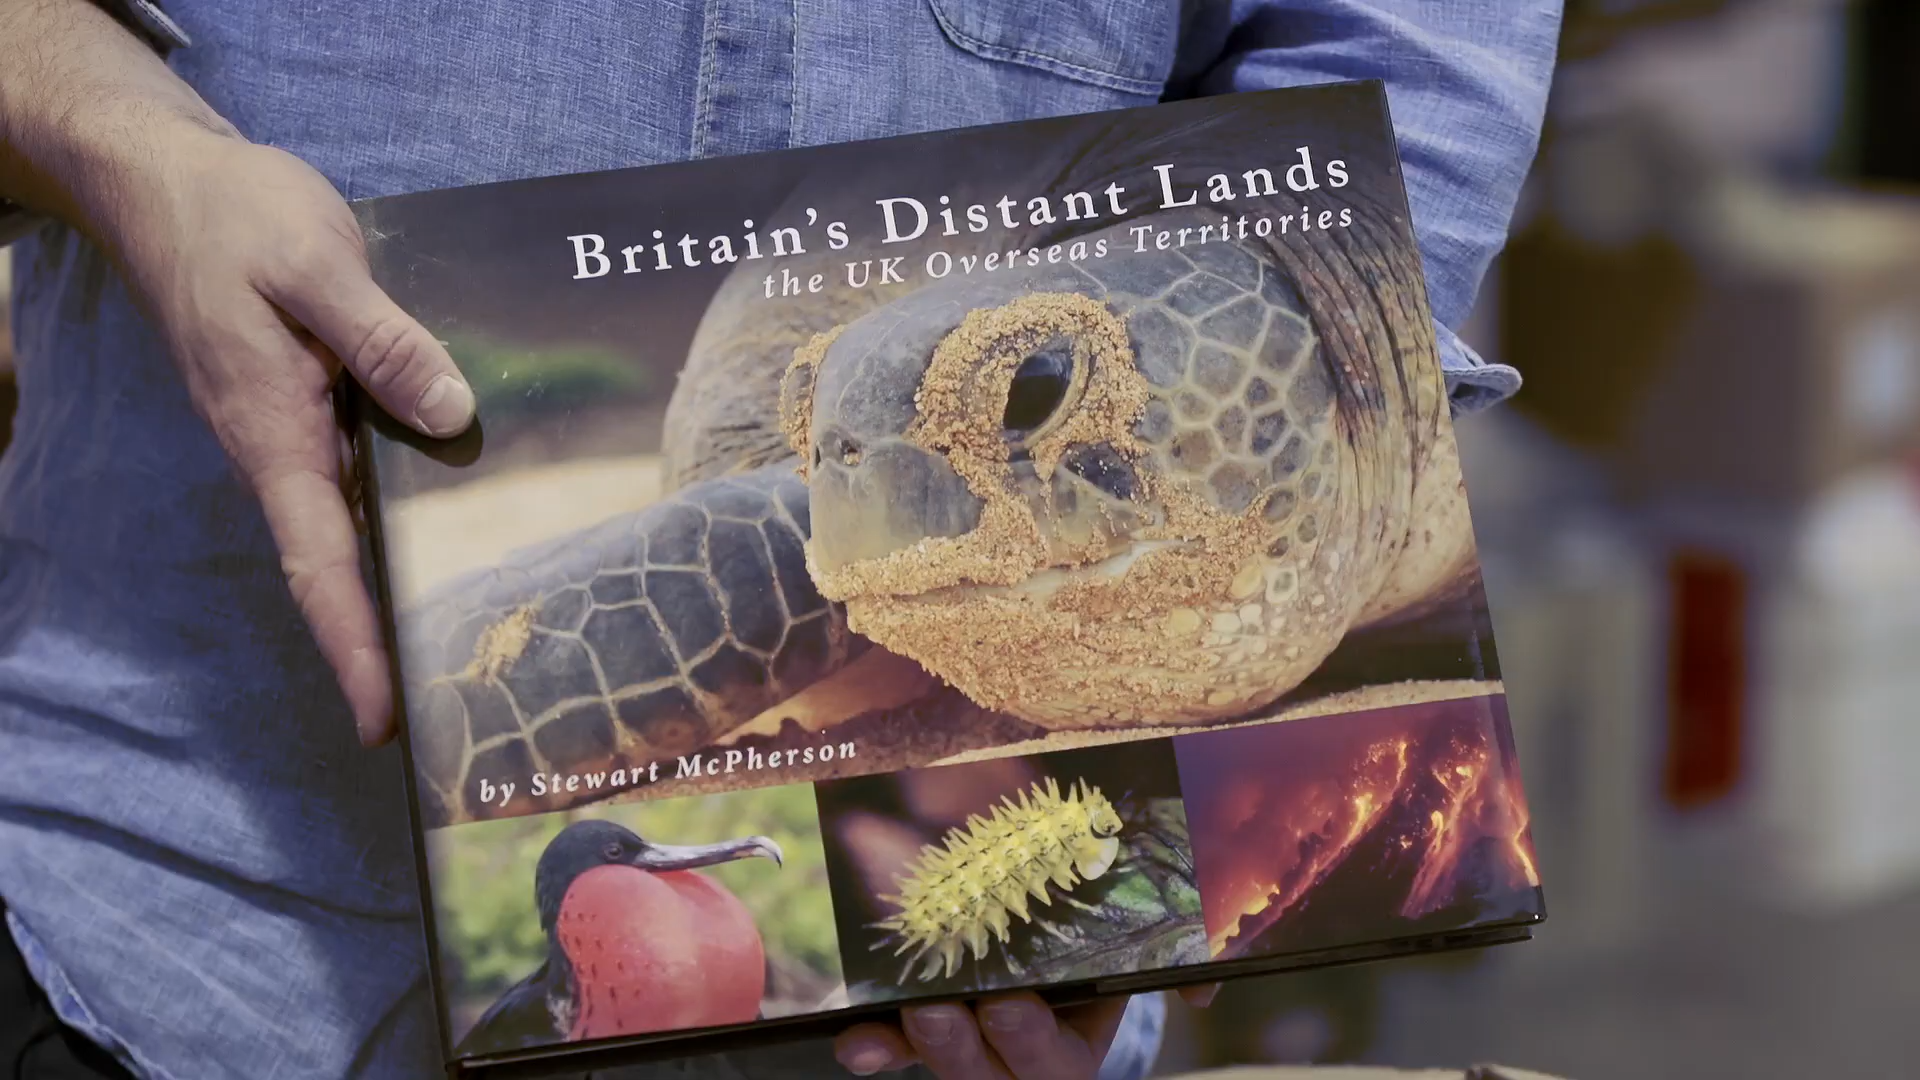 Britain's Distant Lands
the UK Overseas Territories
by Stewart McPherson